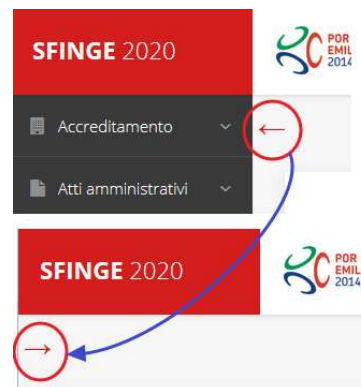 SFINGE 2020
POR
EMIL
2014
Accreditamento
Atti amministrativi
SFINGE 2020
POR
EMIL
2014